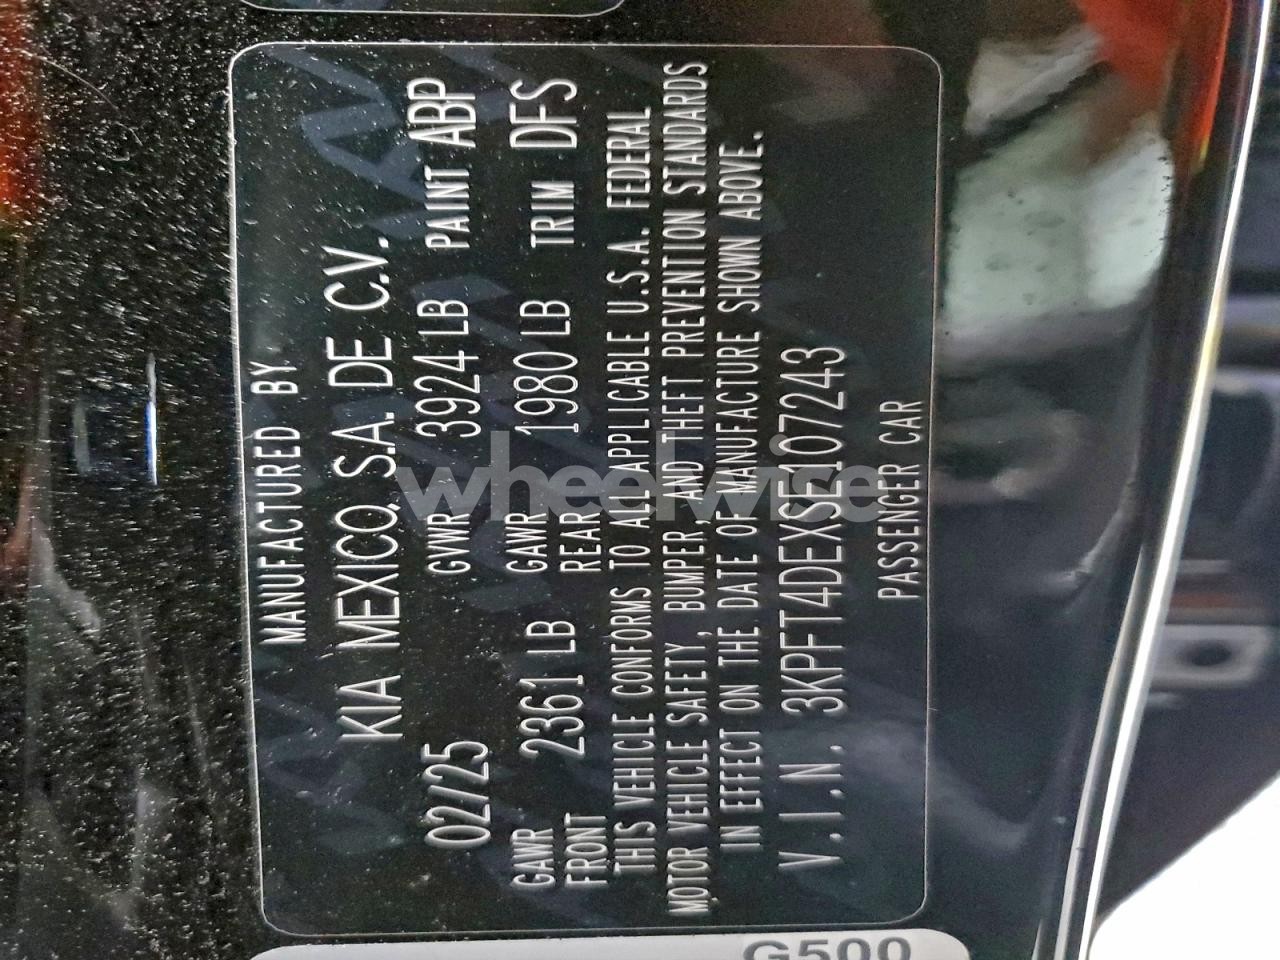 MANUFACTURED BY
KIA MEXICO, S.A. DE C.V.
02/25 GVWR 3924 LB PAINT ABP
GAWR FRONT 2361 LB GAWR REAR 1980 LB TRIM DFS
THIS VEHICLE CONFORMS TO ALL APPLICABLE U.S.A. FEDERAL
MOTOR VEHICLE SAFETY, BUMPER, AND THEFT PREVENTION STANDARDS
IN EFFECT ON THE DATE OF MANUFACTURE SHOWN ABOVE.
V.I.N. 3KPFT4DEXSE107243
PASSENGER CAR
wheelwise
G500